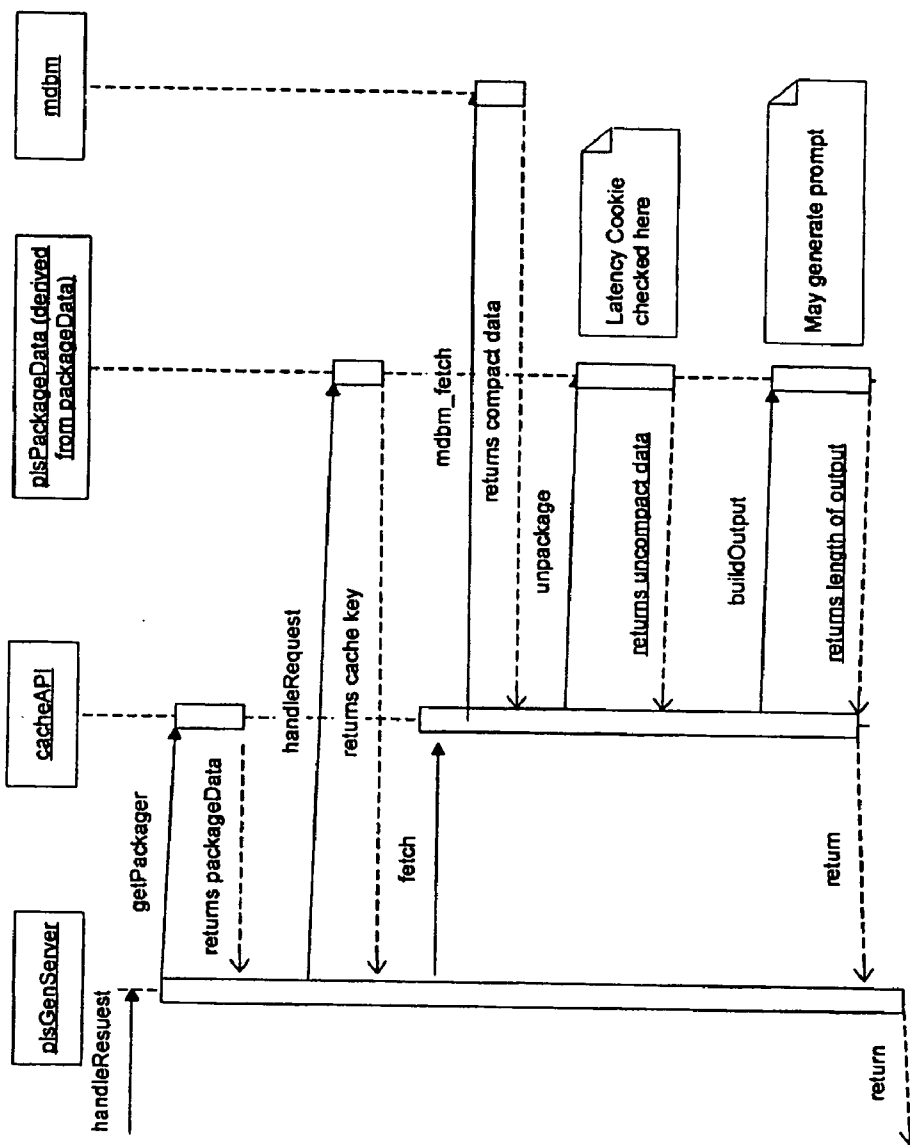 plsGenServer
cacheAPI
plsPackageData (derived
from packageData)
mdbm
handleResuest
getPackager
returns packageData
handleRequest
returns cache key
fetch
mdbm_fetch
returns compact data
unpackage
Latency Cookie
checked here
returns uncompact data
buildOutput
May generate prompt
returns length of output
return
return